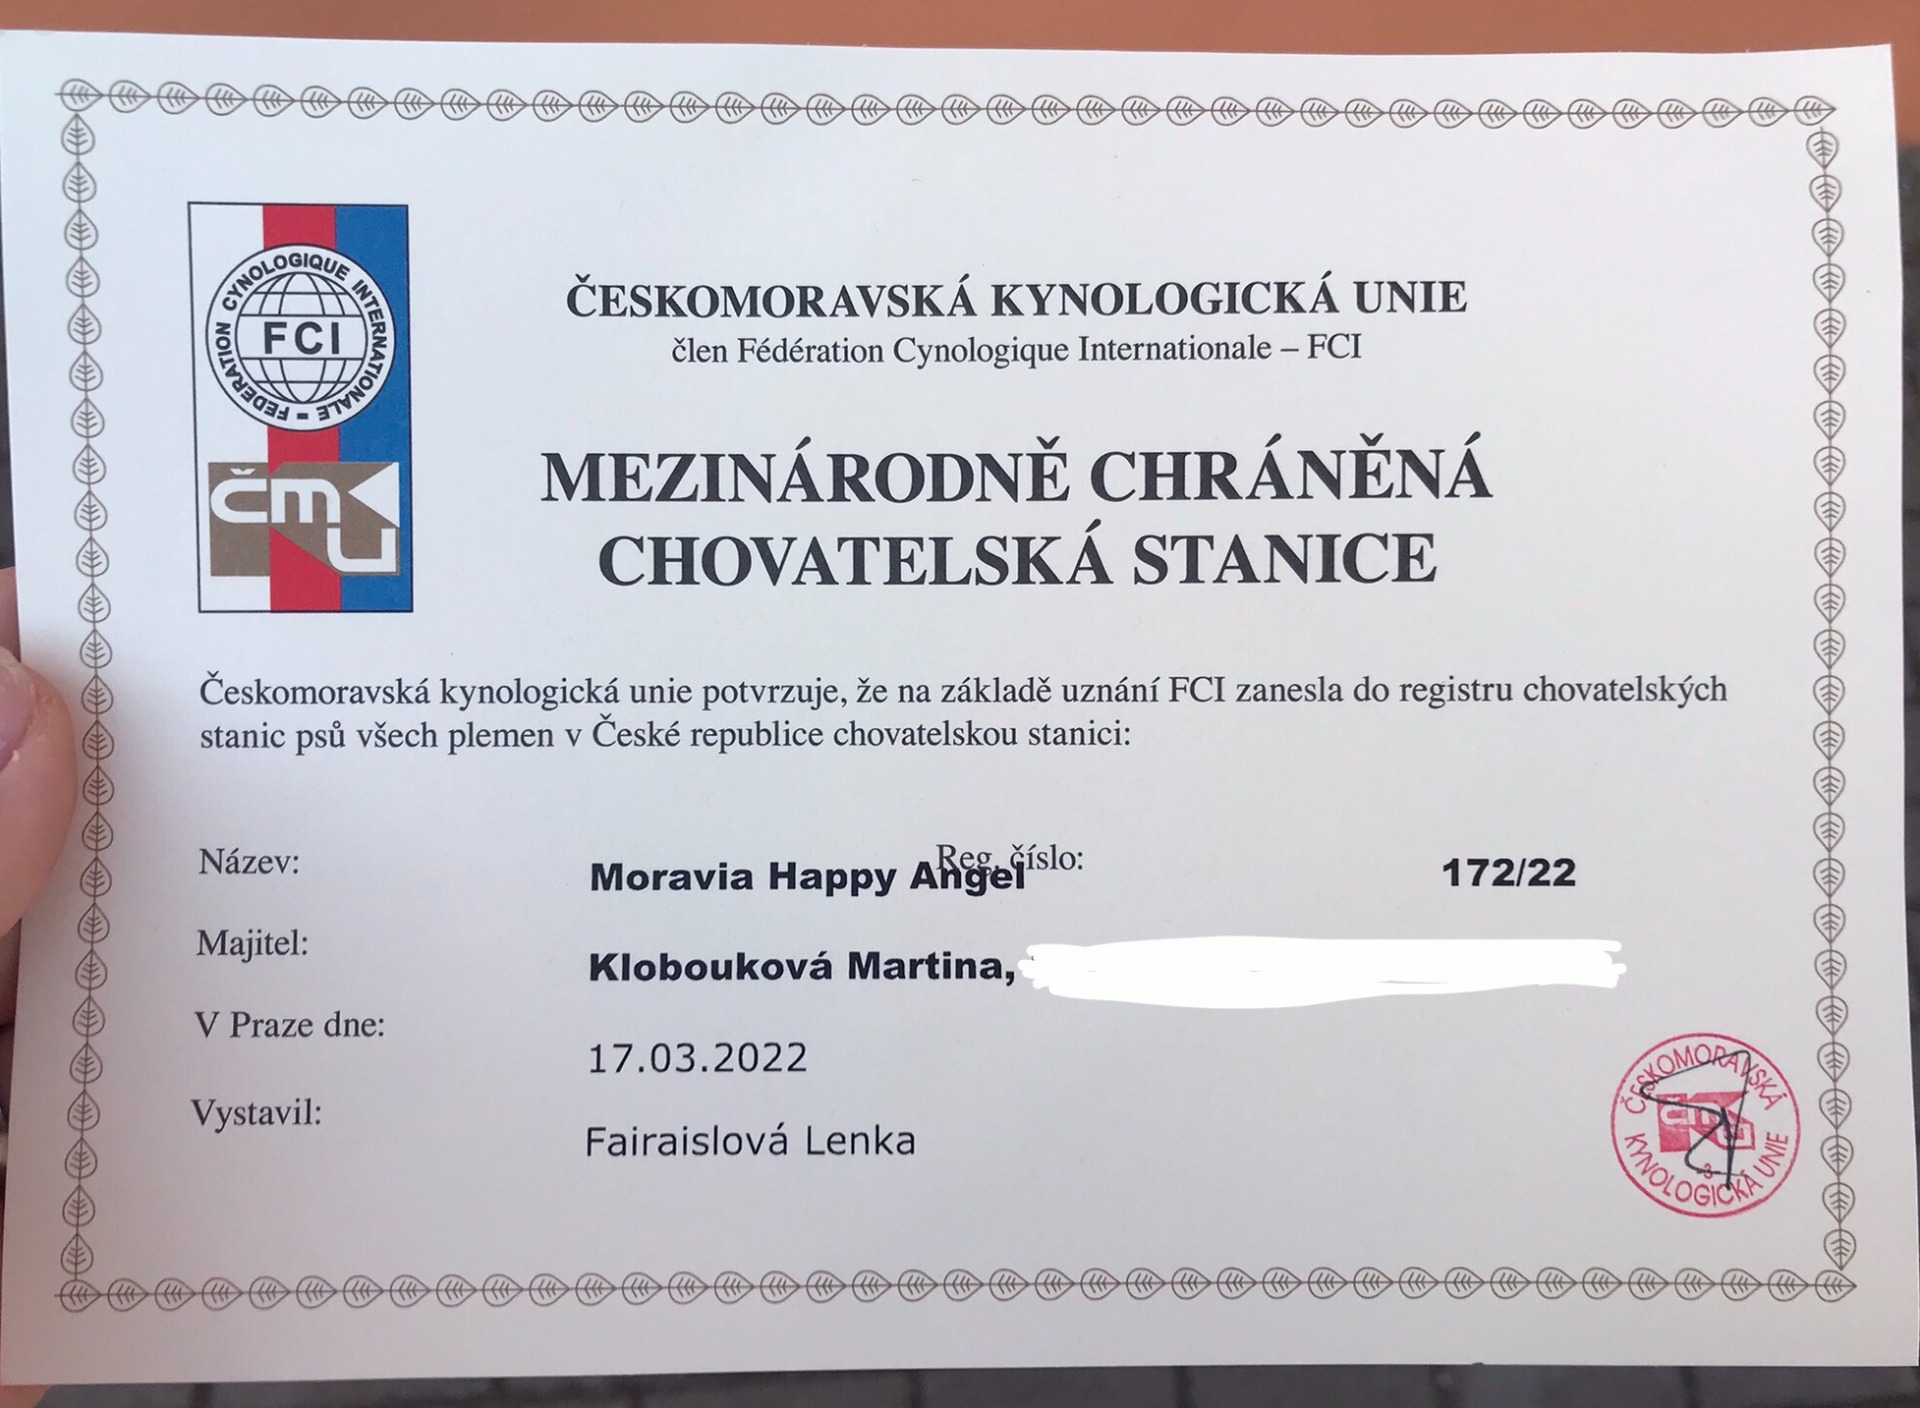 FEDERATION CYNOLOGIQUE INTERNATIONALE –
FCI
ČMKU
ČESKOMORAVSKÁ KYNOLOGICKÁ UNIE
člen Fédération Cynologique Internationale – FCI
MEZINÁRODNĚ CHRÁNĚNÁ
CHOVATELSKÁ STANICE
Českomoravská kynologická unie potvrzuje, že na základě uznání FCI zanesla do registru chovatelských
stanic psů všech plemen v České republice chovatelskou stanici:
Název: Moravia Happy Angel Reg. číslo: 172/22
Majitel: Klobouková Martina,
V Praze dne: 17.03.2022
Vystavil: Fairaislová Lenka
ČESKOMORAVSKÁ KYNOLOGICKÁ UNIE
ČMKU
3